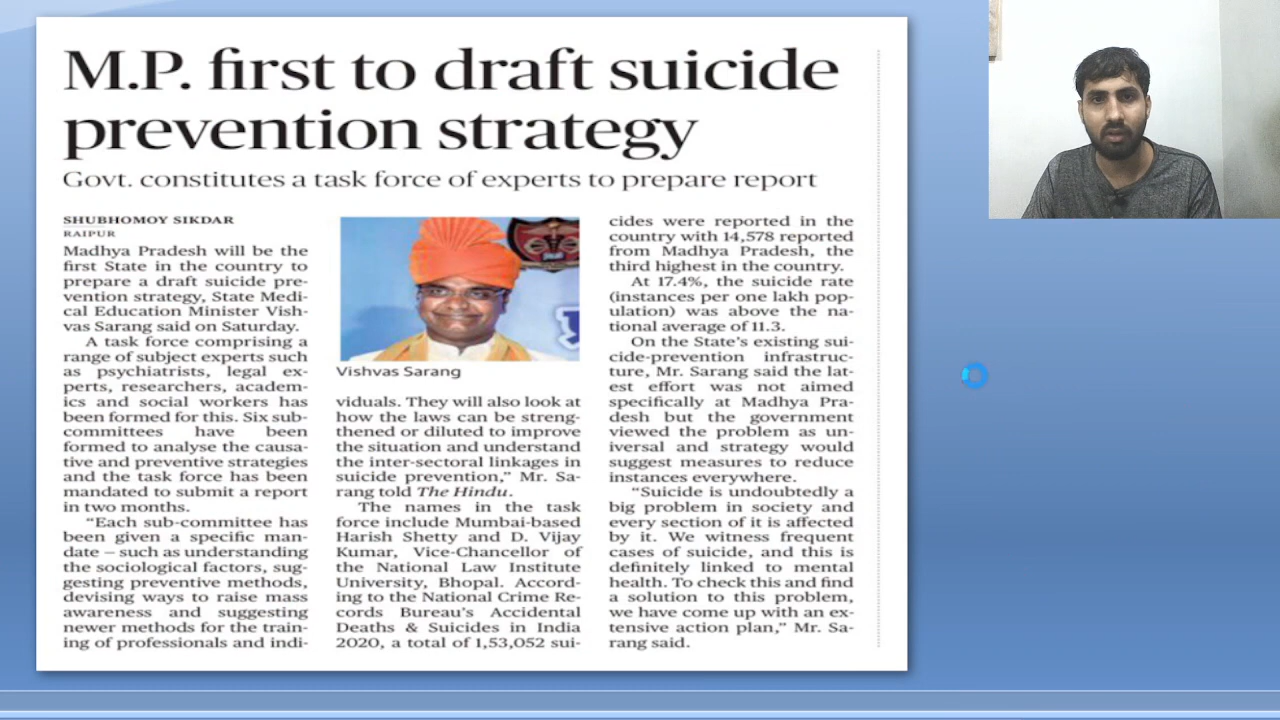 M.P. first to draft suicide
prevention strategy
Govt. constitutes a task force of experts to prepare report
SHUBHOMOY SIKDAR
RAIPUR
Madhya Pradesh will be the
first State in the country to
prepare a draft suicide pre-
vention strategy, State Medi-
cal Education Minister Vish-
vas Sarang said on Saturday.
A task force comprising a
range of subject experts such
as psychiatrists, legal ex-
perts, researchers, academ-
ics and social workers has
been formed for this. Six sub-
committees have been
formed to analyse the causa-
tive and preventive strategies
and the task force has been
mandated to submit a report
in two months.
“Each sub-committee has
been given a specific man-
date – such as understanding
the sociological factors, sug-
gesting preventive methods,
devising ways to raise mass
awareness and suggesting
newer methods for the train-
ing of professionals and indi-
Vishvas Sarang
viduals. They will also look at
how the laws can be streng-
thened or diluted to improve
the situation and understand
the inter-sectoral linkages in
suicide prevention,” Mr. Sa-
rang told The Hindu.
The names in the task
force include Mumbai-based
Harish Shetty and D. Vijay
Kumar, Vice-Chancellor of
the National Law Institute
University, Bhopal. Accord-
ing to the National Crime Re-
cords Bureau’s Accidental
Deaths & Suicides in India
2020, a total of 1,53,052 sui-
cides were reported in the
country with 14,578 reported
from Madhya Pradesh, the
third highest in the country.
At 17.4%, the suicide rate
(instances per one lakh pop-
ulation) was above the na-
tional average of 11.3.
On the State’s existing sui-
cide-prevention infrastruc-
ture, Mr. Sarang said the lat-
est effort was not aimed
specifically at Madhya Pra-
desh but the government
viewed the problem as un-
iversal and strategy would
suggest measures to reduce
instances everywhere.
“Suicide is undoubtedly a
big problem in society and
every section of it is affected
by it. We witness frequent
cases of suicide, and this is
definitely linked to mental
health. To check this and find
a solution to this problem,
we have come up with an ex-
tensive action plan,” Mr. Sa-
rang said.